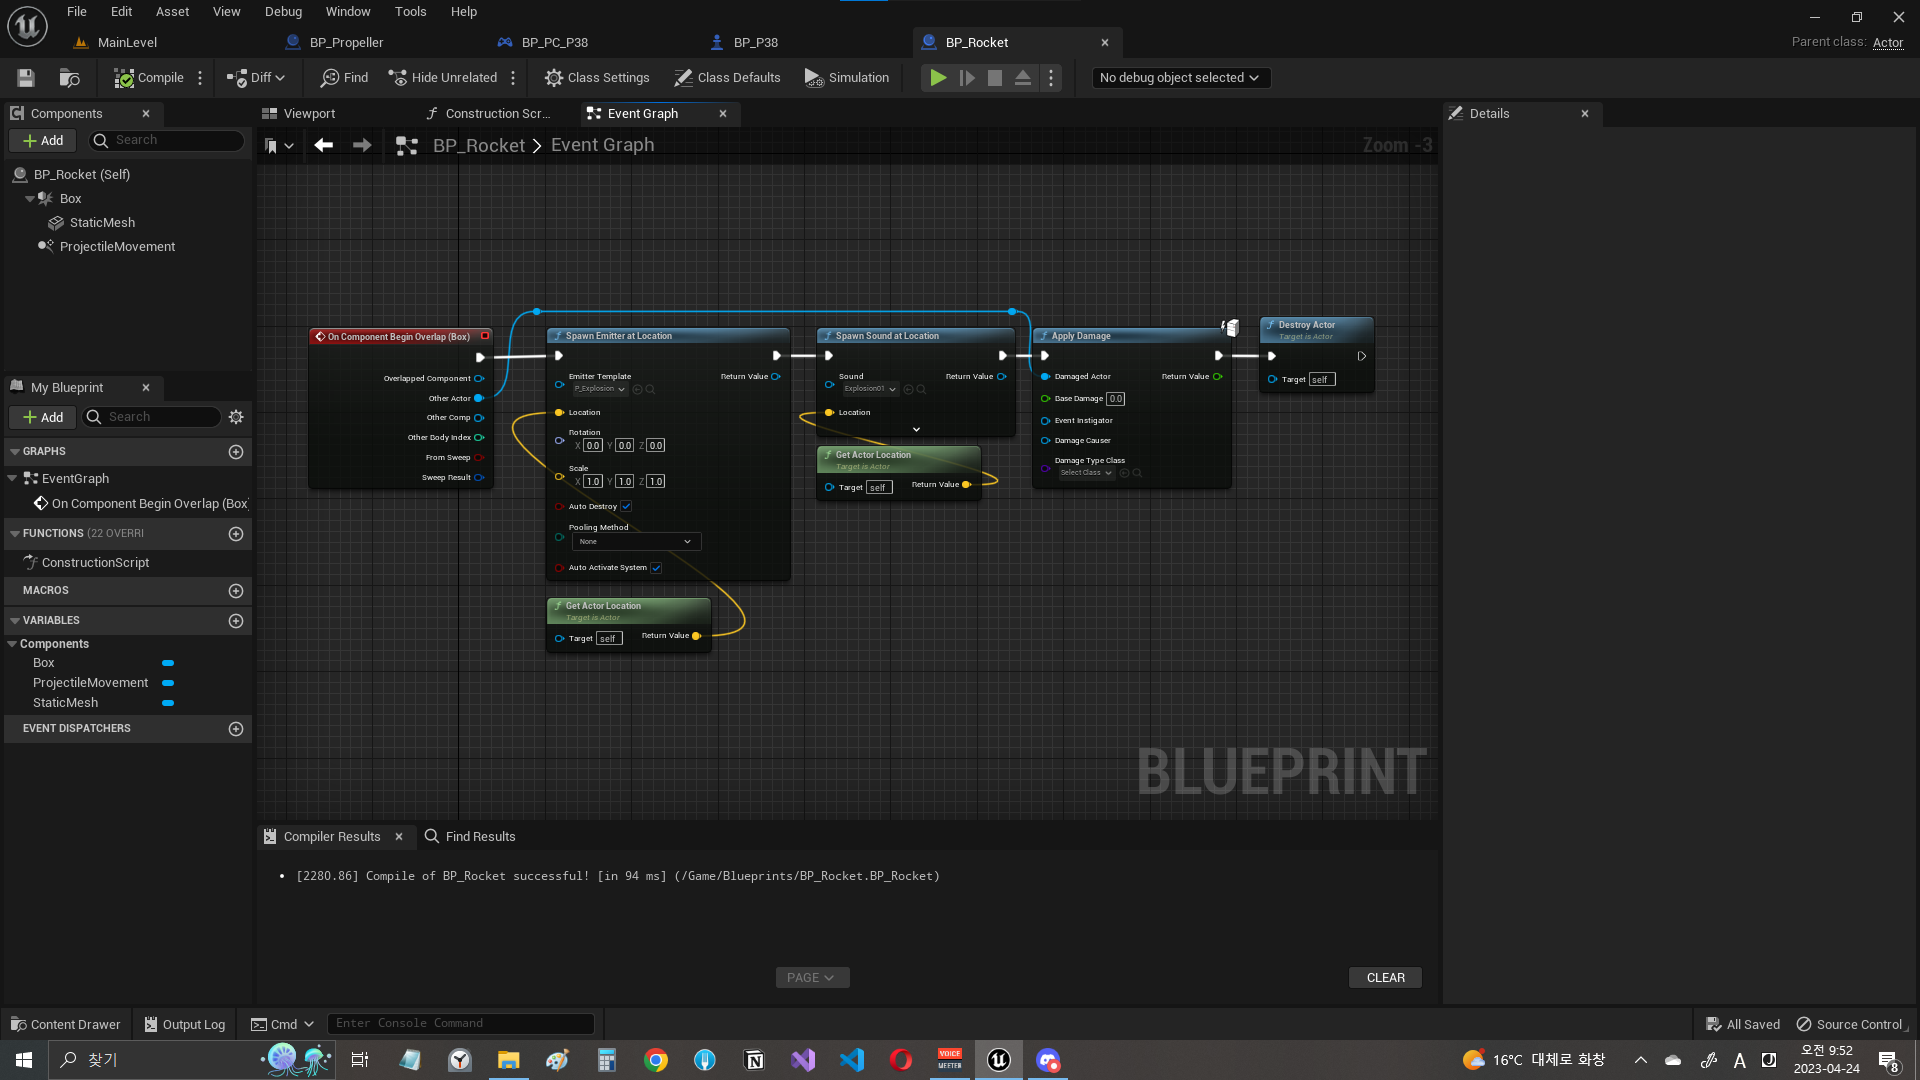 File Edit Asset View Debug Window Tools Help
MainLevel BP_Propeller BP_PC_P38 BP_P38 BP_Rocket
Parent class: Actor
Compile Diff Find Hide Unrelated Class Settings Class Defaults Simulation No debug object selected
Components
Add Search
BP_Rocket (Self)
Box
StaticMesh
ProjectileMovement
My Blueprint
Add Search
GRAPHS
EventGraph
On Component Begin Overlap (Box)
FUNCTIONS (22 OVERRI
ConstructionScript
MACROS
VARIABLES
Components
Box
ProjectileMovement
StaticMesh
EVENT DISPATCHERS
Viewport Construction Scr... Event Graph
BP_Rocket > Event Graph
Zoom -3
On Component Begin Overlap (Box)
Overlapped Component
Other Actor
Other Comp
Other Body Index
From Sweep
Sweep Result
Spawn Emitter at Location
Emitter Template Return Value
P_Explosion
Location
Rotation
X 0.0 Y 0.0 Z 0.0
Scale
X 1.0 Y 1.0 Z 1.0
Auto Destroy
Pooling Method
None
Auto Activate System
Get Actor Location
Target is Actor
Target self Return Value
Spawn Sound at Location
Sound Return Value
Explosion01
Location
Get Actor Location
Target is Actor
Target self Return Value
Apply Damage
Damaged Actor Return Value
Base Damage 0.0
Event Instigator
Damage Causer
Damage Type Class
Select Class
Destroy Actor
Target is Actor
Target self
BLUEPRINT
Details
Compiler Results Find Results
• [2280.86] Compile of BP_Rocket successful! [in 94 ms] (/Game/Blueprints/BP_Rocket.BP_Rocket)
PAGE CLEAR
Content Drawer Output Log Cmd Enter Console Command All Saved Source Control
찾기
VOICE
MEETER
16°C 대체로 화창
A
오전 9:52
2023-04-24
8